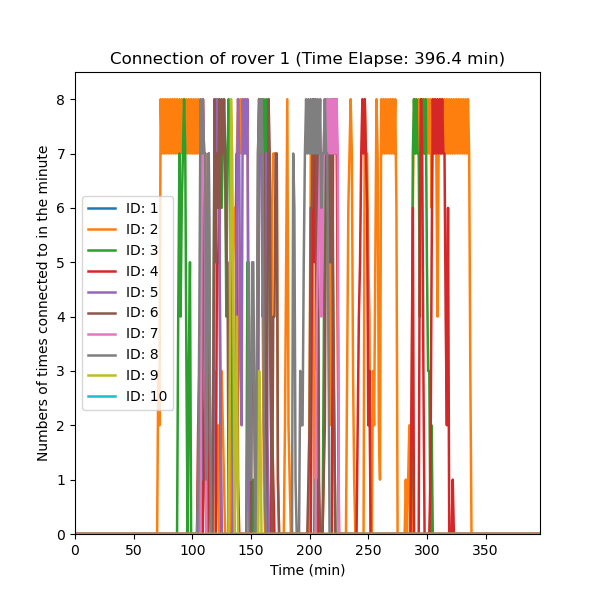 Connection of rover 1 (Time Elapse: 396.4 min)
Numbers of times connected to in the minute
8
7
6
5
4
3
2
1
0
ID: 1
ID: 2
ID: 3
ID: 4
ID: 5
ID: 6
ID: 7
ID: 8
ID: 9
ID: 10
0 50 100 150 200 250 300 350
Time (min)